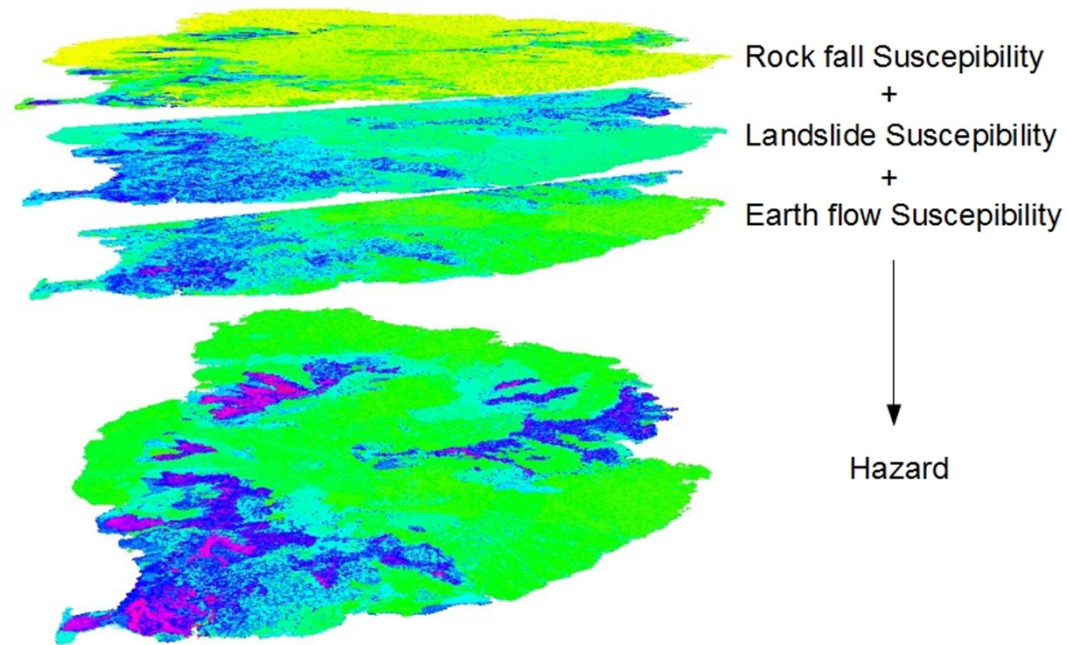 Rock fall Suscepibility
+
Landslide Suscepibility
+
Earth flow Suscepibility
Hazard